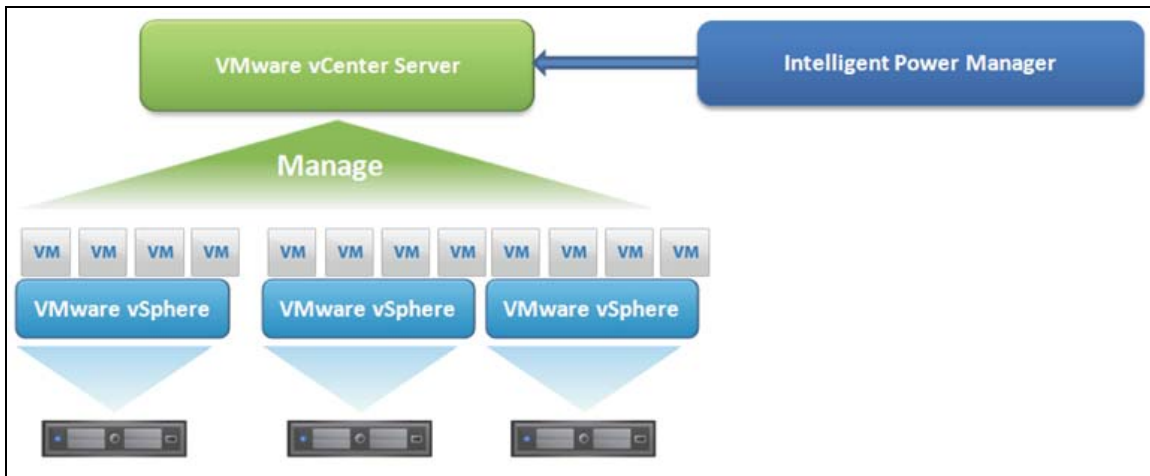 VMware vCenter Server
Intelligent Power Manager
Manage
VM VM VM VM VM VM VM VM VM VM VM VM
VMware vSphere VMware vSphere VMware vSphere